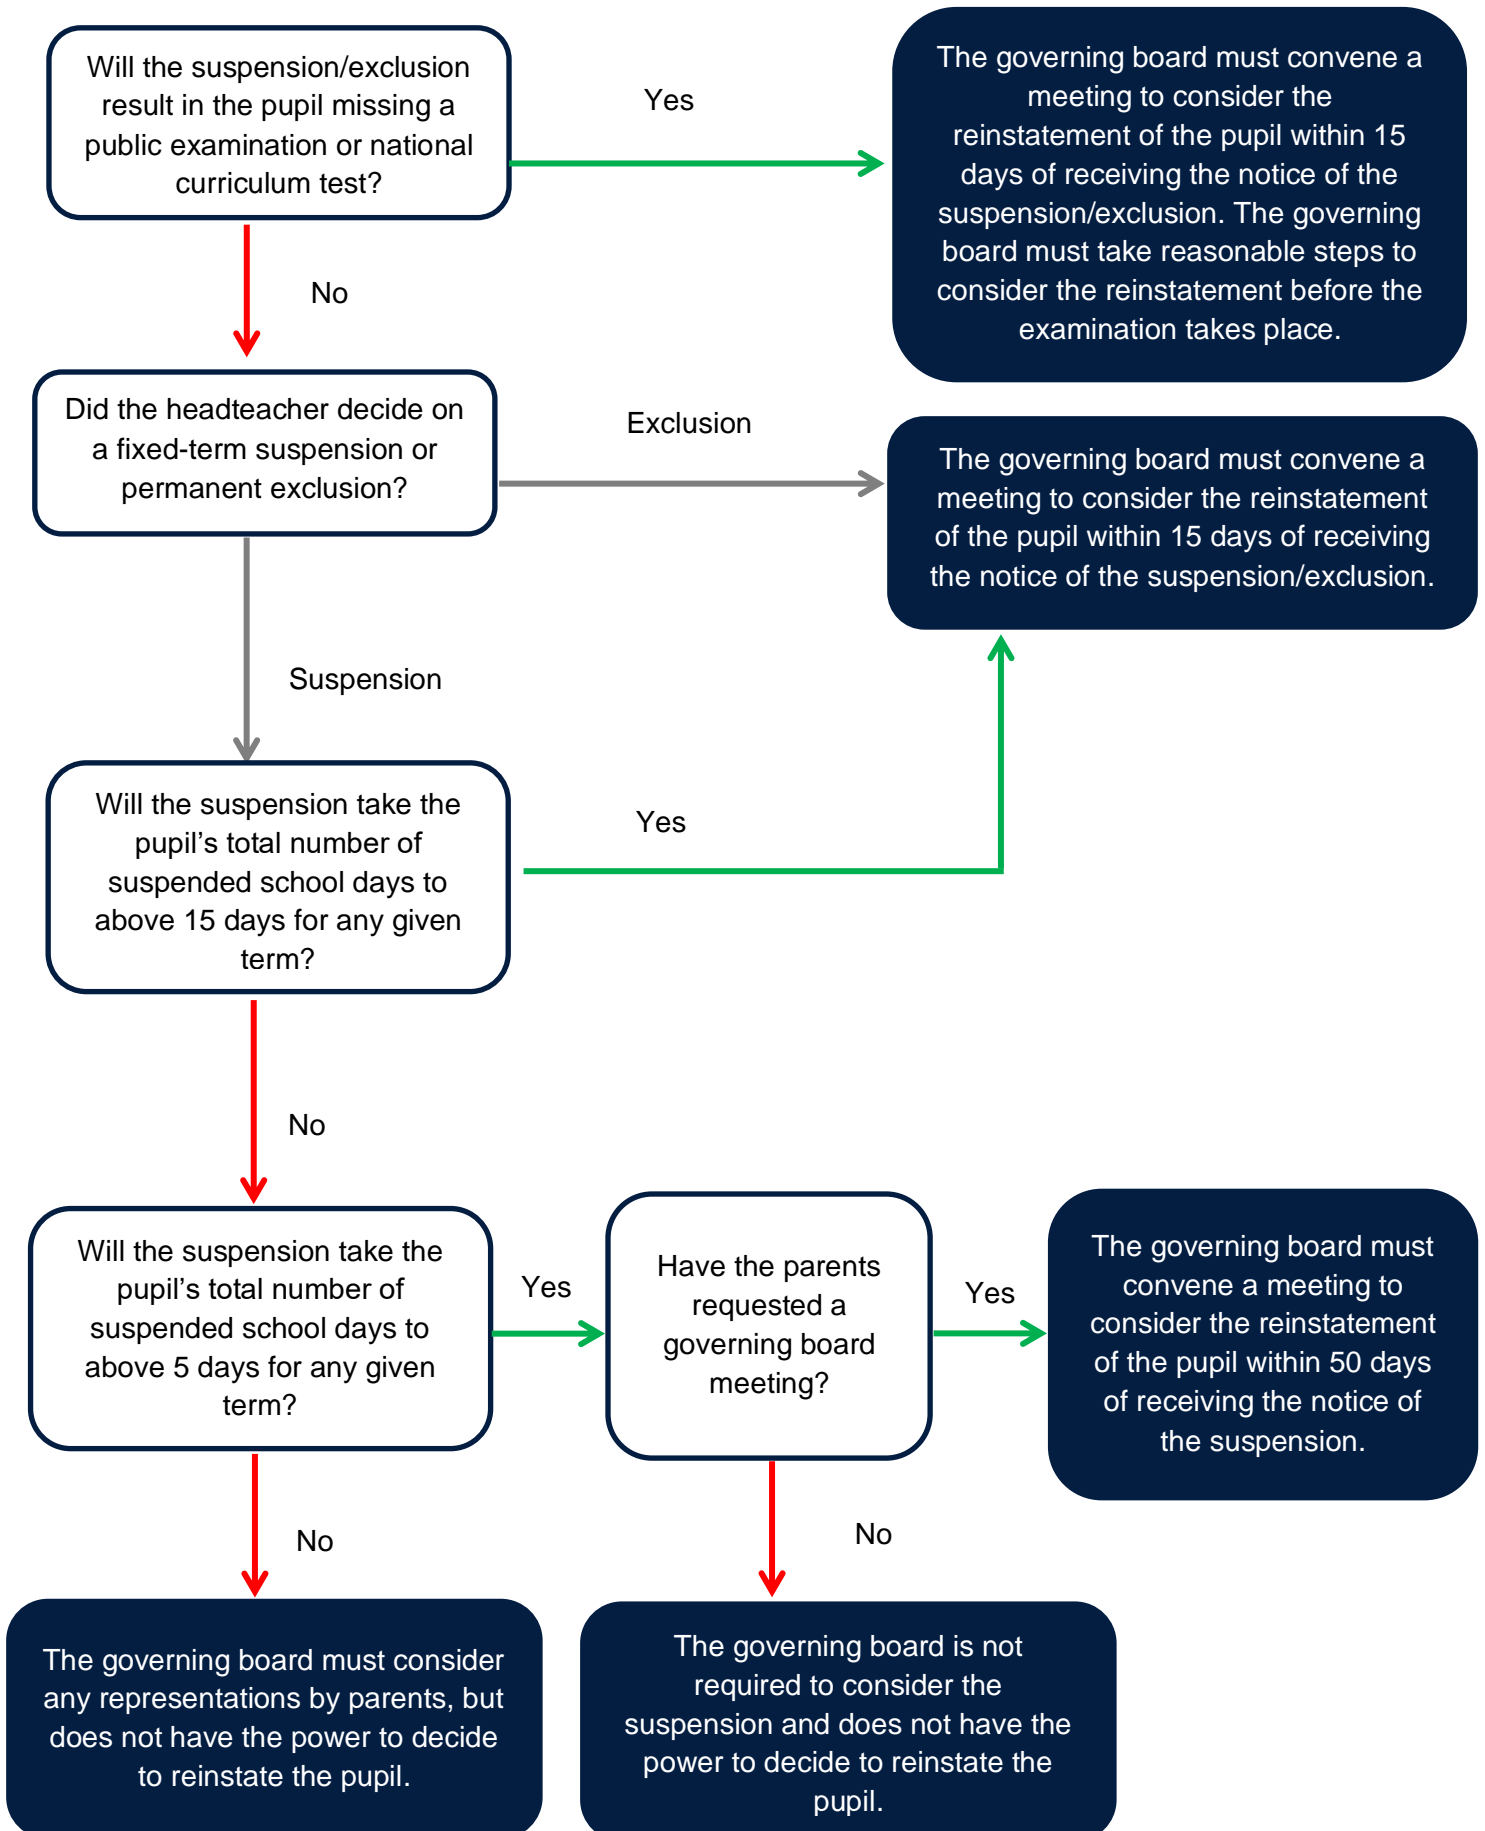 Will the suspension/exclusion
result in the pupil missing a
public examination or national
curriculum test?
Yes
The governing board must convene a
meeting to consider the
reinstatement of the pupil within 15
days of receiving the notice of the
suspension/exclusion. The governing
board must take reasonable steps to
consider the reinstatement before the
examination takes place.
No
Did the headteacher decide on
a fixed-term suspension or
permanent exclusion?
Exclusion
The governing board must convene a
meeting to consider the reinstatement
of the pupil within 15 days of receiving
the notice of the suspension/exclusion.
Suspension
Will the suspension take the
pupil’s total number of
suspended school days to
above 15 days for any given
term?
Yes
No
Will the suspension take the
pupil’s total number of
suspended school days to
above 5 days for any given
term?
Yes
Have the parents
requested a
governing board
meeting?
Yes
The governing board must
convene a meeting to
consider the reinstatement
of the pupil within 50 days
of receiving the notice of
the suspension.
No
No
The governing board must consider
any representations by parents, but
does not have the power to decide
to reinstate the pupil.
The governing board is not
required to consider the
suspension and does not have the
power to decide to reinstate the
pupil.